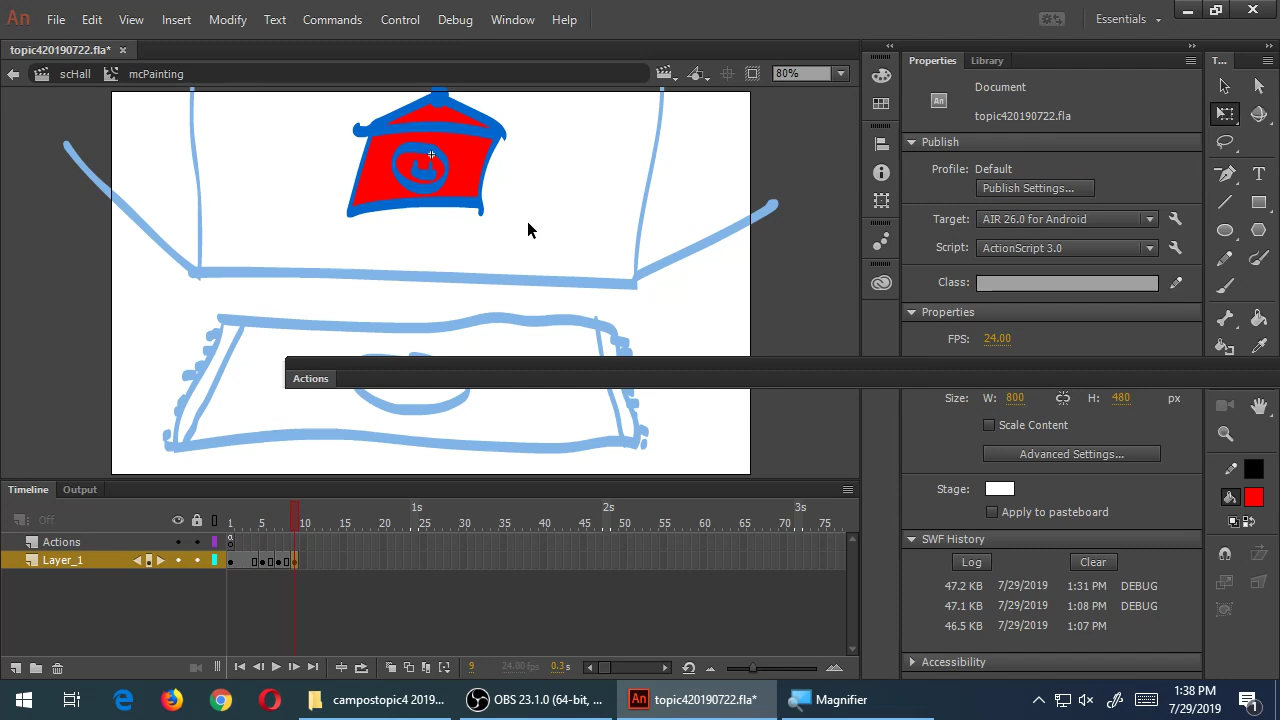 An File Edit View Insert Modify Text Commands Control Debug Window Help Essentials
topic420190722.fla* ×
scHall mcPainting 80%
Properties Library T...
An Document
topic420190722.fla
Publish
Profile: Default
Publish Settings...
Target: AIR 26.0 for Android
Script: ActionScript 3.0
Class:
Properties
FPS: 24.00
Actions
Size: W: 800 H: 480 px
Scale Content
Advanced Settings...
Stage:
Apply to pasteboard
SWF History
Log Clear
47.2 KB 7/29/2019 1:31 PM DEBUG
47.1 KB 7/29/2019 1:08 PM DEBUG
46.5 KB 7/29/2019 1:07 PM
Accessibility
Timeline Output
Off
1s 2s 3s
1 5 10 15 20 25 30 35 40 45 50 55 60 65 70 75
Actions
Layer_1
9 24.00 fps 0.3 s
campostopic4 2019... OBS 23.1.0 (64-bit, ... An topic420190722.fla* Magnifier
1:38 PM
7/29/2019
1